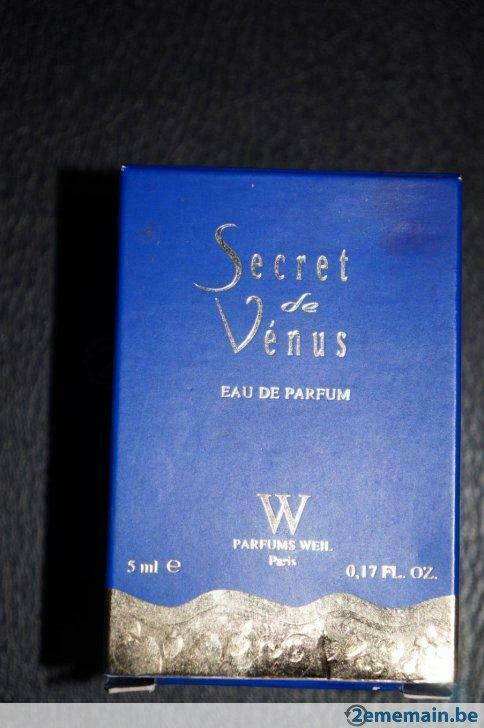 Secret
de
Vénus
EAU DE PARFUM
W
PARFUMS WEIL
Paris
5 ml e 0,17 FL. OZ.
2ememain.be